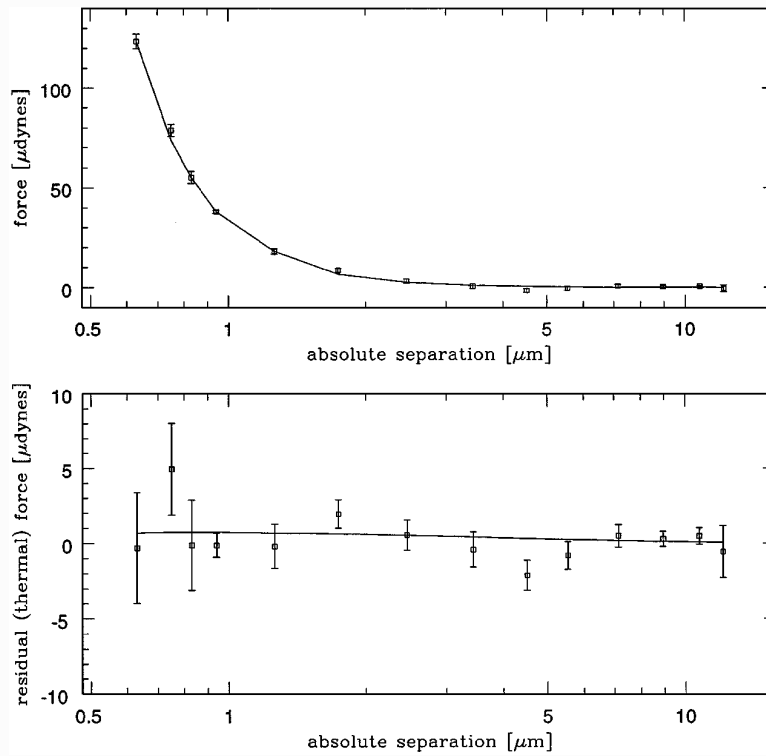 force [μdynes]
100
50
0
0.5 1 5 10
absolute separation [μm]
residual (thermal) force [μdynes]
10
5
0
-5
-10
0.5 1 5 10
absolute separation [μm]